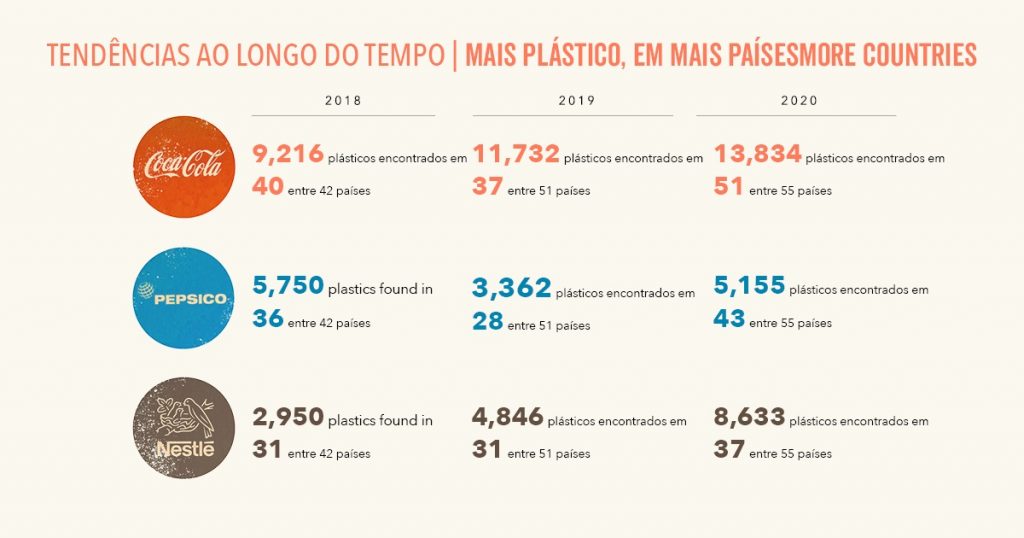 TENDÊNCIAS AO LONGO DO TEMPO | MAIS PLÁSTICO, EM MAIS PAÍSESMORE COUNTRIES
2018 2019 2020
Coca-Cola
9,216 plásticos encontrados em 11,732 plásticos encontrados em 13,834 plásticos encontrados em
40 entre 42 países 37 entre 51 países 51 entre 55 países
PEPSICO
5,750 plastics found in 3,362 plásticos encontrados em 5,155 plásticos encontrados em
36 entre 42 países 28 entre 51 países 43 entre 55 países
Nestlé
2,950 plastics found in 4,846 plásticos encontrados em 8,633 plásticos encontrados em
31 entre 42 países 31 entre 51 países 37 entre 55 países